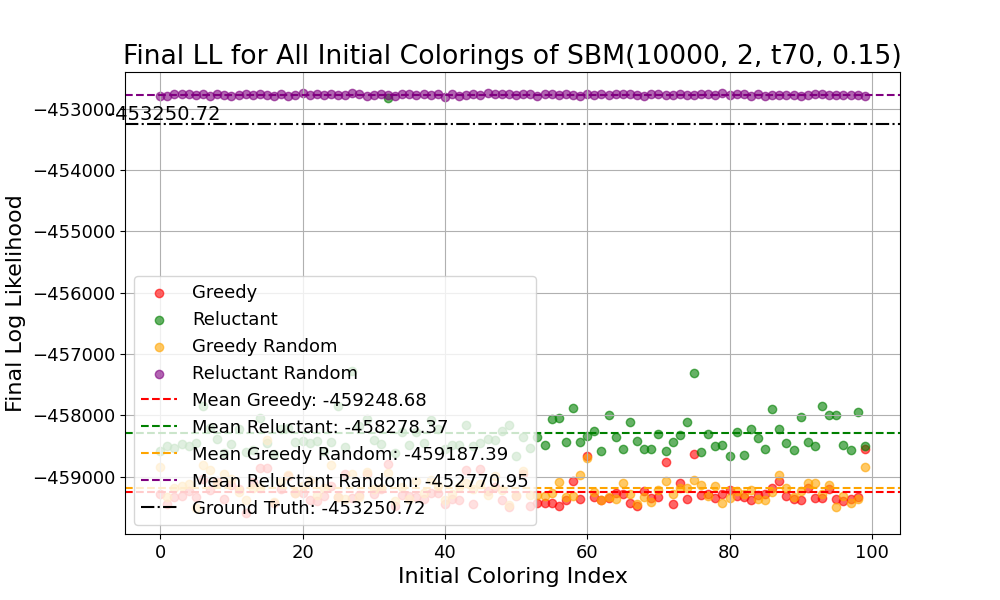 Final LL for All Initial Colorings of SBM(10000, 2, t70, 0.15)
Final Log Likelihood
−453000
-453250.72
−454000
−455000
−456000
−457000
−458000
−459000
Greedy
Reluctant
Greedy Random
Reluctant Random
Mean Greedy: -459248.68
Mean Reluctant: -458278.37
Mean Greedy Random: -459187.39
Mean Reluctant Random: -452770.95
Ground Truth: -453250.72
0 20 40 60 80 100
Initial Coloring Index